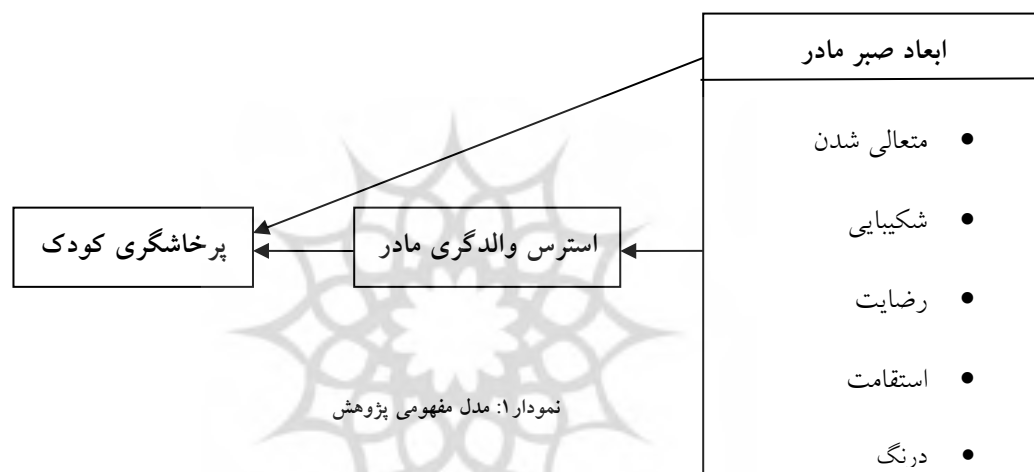 ابعاد صبر مادر
• متعالی شدن
• شکیبایی
• رضایت
• استقامت
• درنگ
استرس والدگری مادر
پرخاشگری کودک
نمودار۱: مدل مفهومی پژوهش